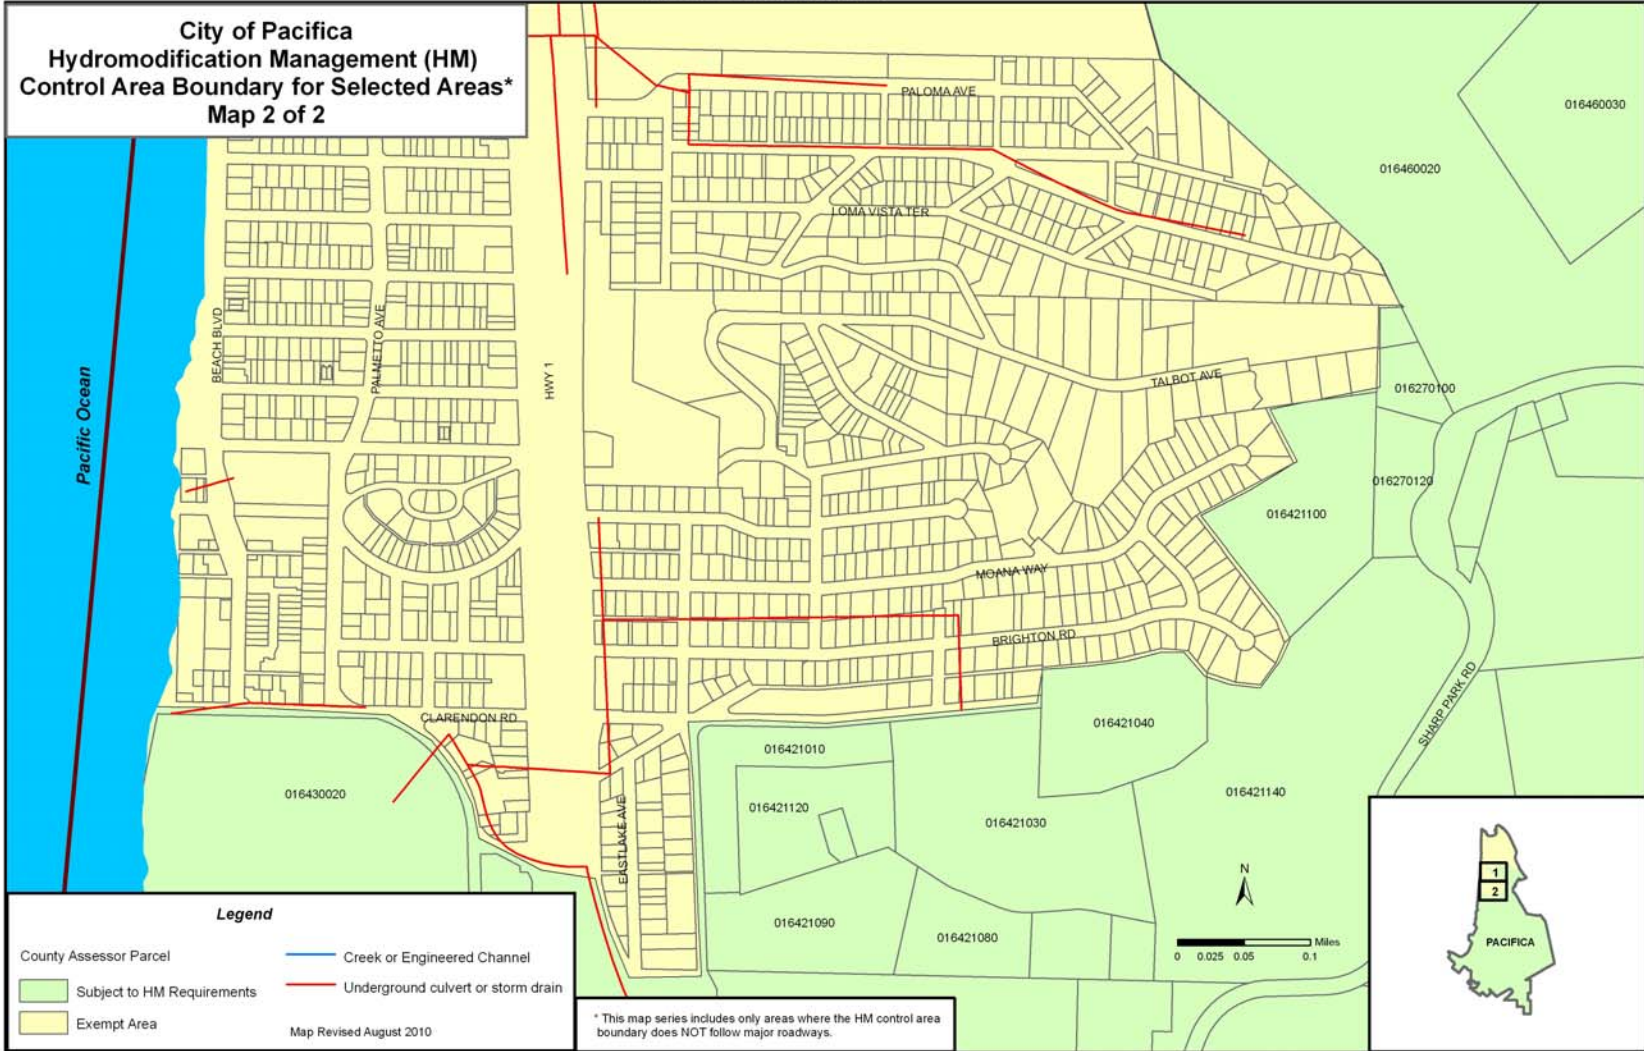 City of Pacifica
Hydromodification Management (HM)
Control Area Boundary for Selected Areas*
Map 2 of 2
PALOMA AVE
016460030
016460020
LOMA VISTA TER
BEACH BLVD
PALMETTO AVE
HWY 1
Pacific Ocean
TALBOT AVE
016270100
016270120
016421100
MOANA WAY
BRIGHTON RD
SHARP PARK RD
CLARENDON RD
016421010
016421040
016430020
016421120
016421030
016421140
EASTLAKE AVE
016421090
016421080
N
Miles
0 0.025 0.05 0.1
1
2
PACIFICA
Legend
County Assessor Parcel
Subject to HM Requirements
Exempt Area
Creek or Engineered Channel
Underground culvert or storm drain
Map Revised August 2010
* This map series includes only areas where the HM control area
boundary does NOT follow major roadways.